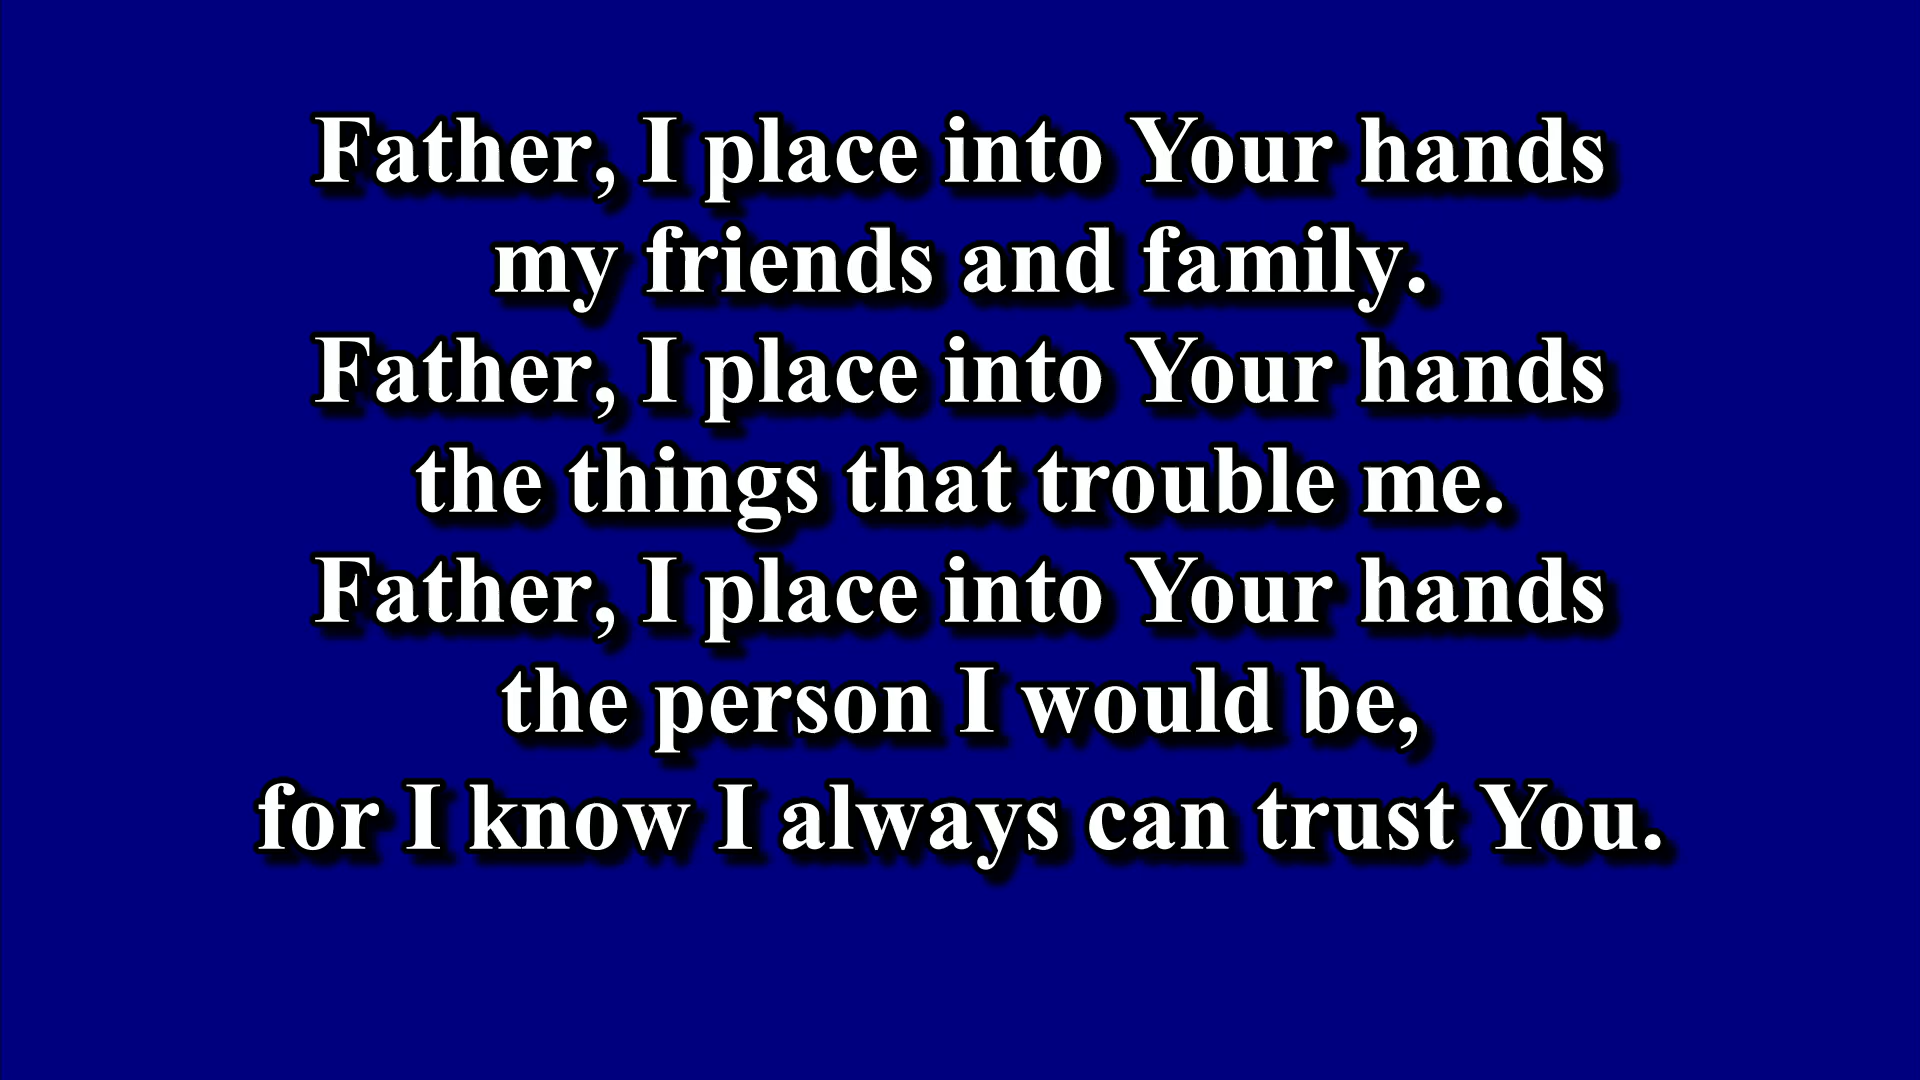 Father, I place into Your hands
my friends and family.
Father, I place into Your hands
the things that trouble me.
Father, I place into Your hands
the person I would be,
for I know I always can trust You.